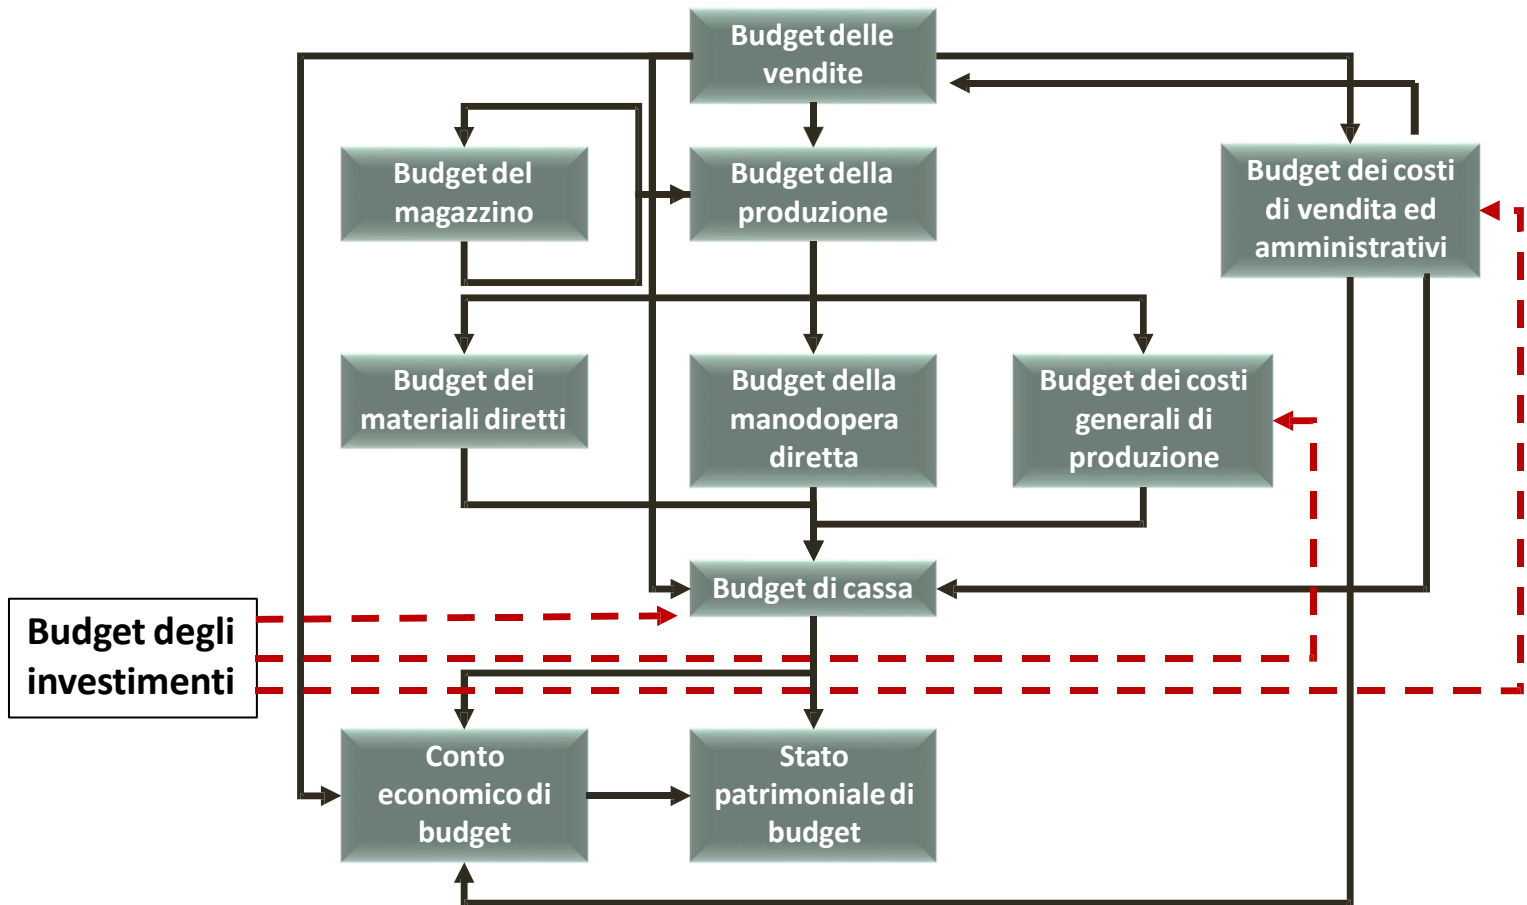 Budget delle
vendite
Budget del
magazzino
Budget della
produzione
Budget dei costi
di vendita ed
amministrativi
Budget dei
materiali diretti
Budget della
manodopera
diretta
Budget dei costi
generali di
produzione
Budget di cassa
Budget degli
investimenti
Conto
economico di
budget
Stato
patrimoniale di
budget